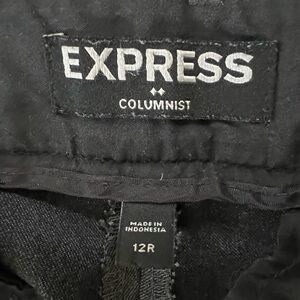 EXPRESS
COLUMNIST
MADE IN
INDONESIA
12R